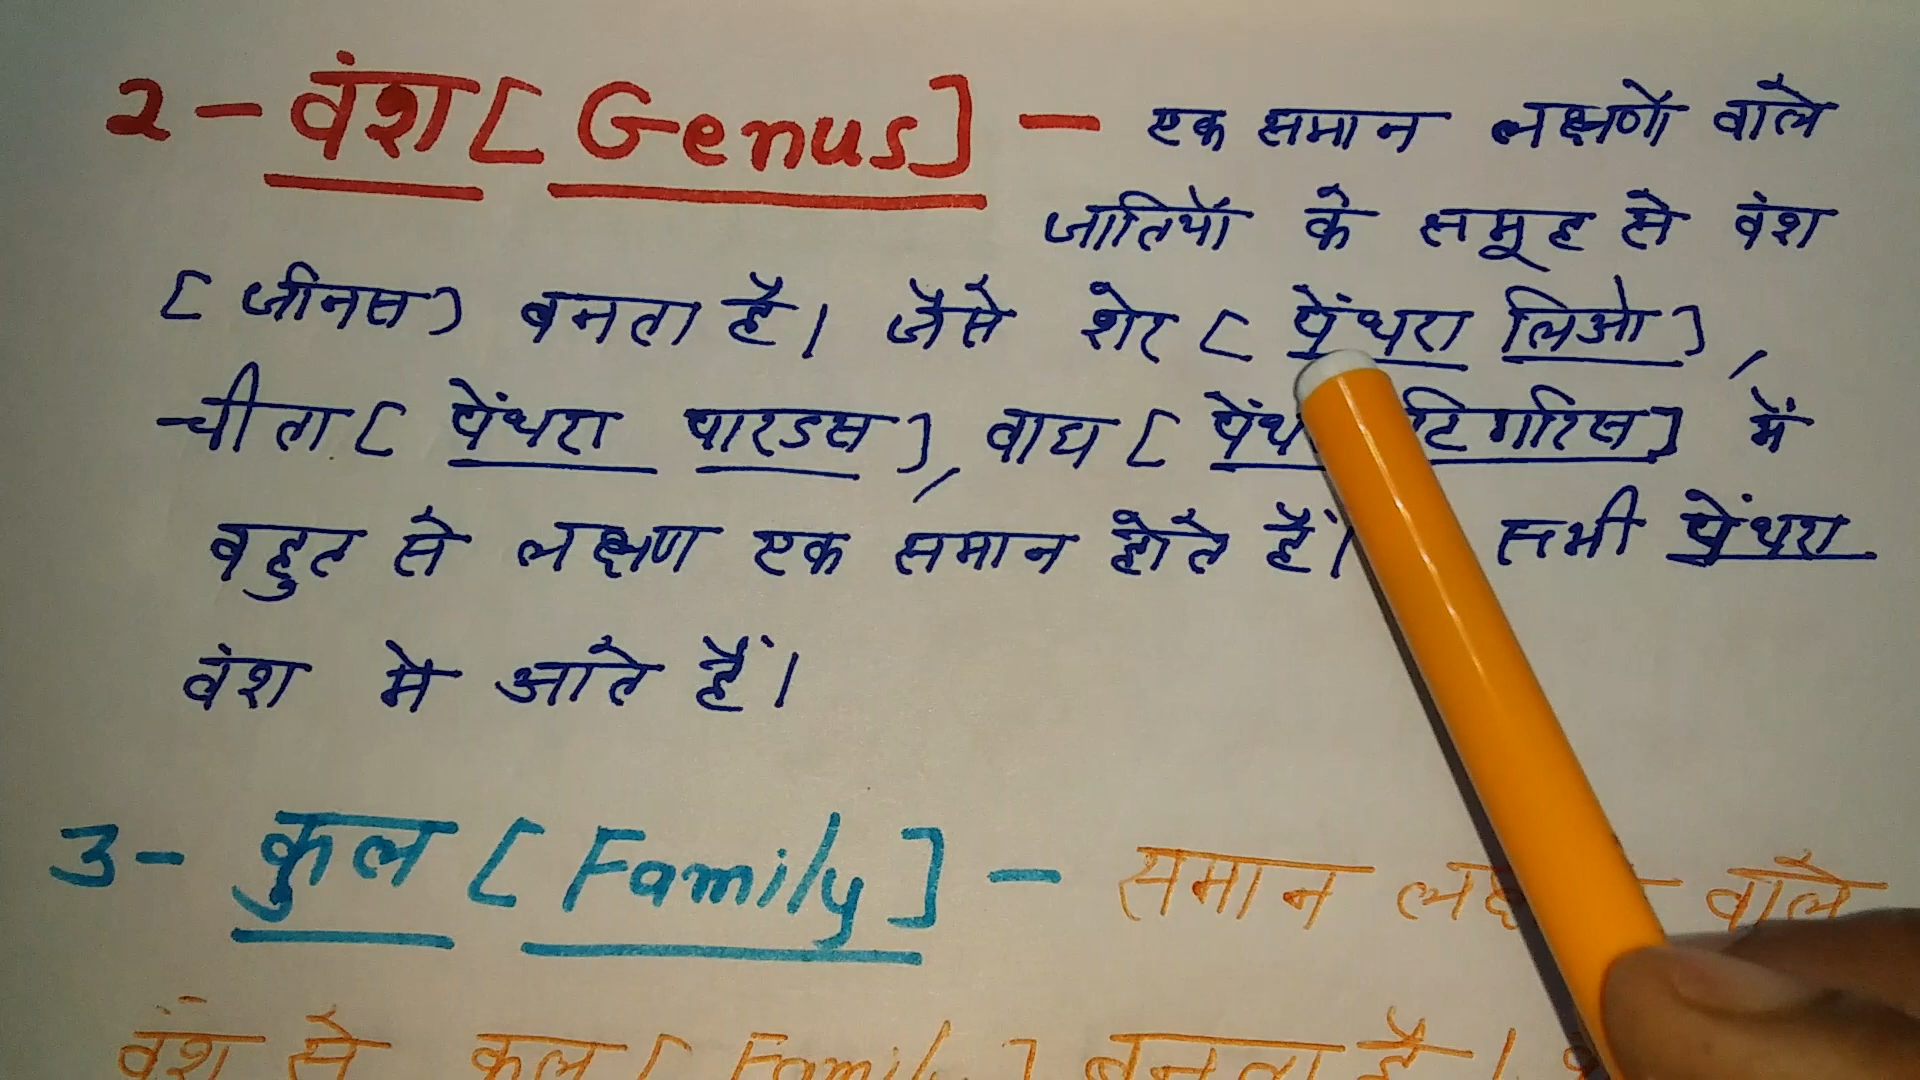 2 - वंश [ Genus ] - एक समान लक्षणों वाले
जातियों के समूह से वंश
[ जीनस ) बनता है। जैसे शेर [ पेंथरा लिओ ),
चीता [ पेंथरा पारडस ), बाघ [ टिगरिस ] में
बहुत से लक्षण एक समान होते हैं। सभी पेंथरा
वंश में आते हैं।
3 - कुल [ Family ] - समान वाले
वंश से कुल [ Family ] बनता है।